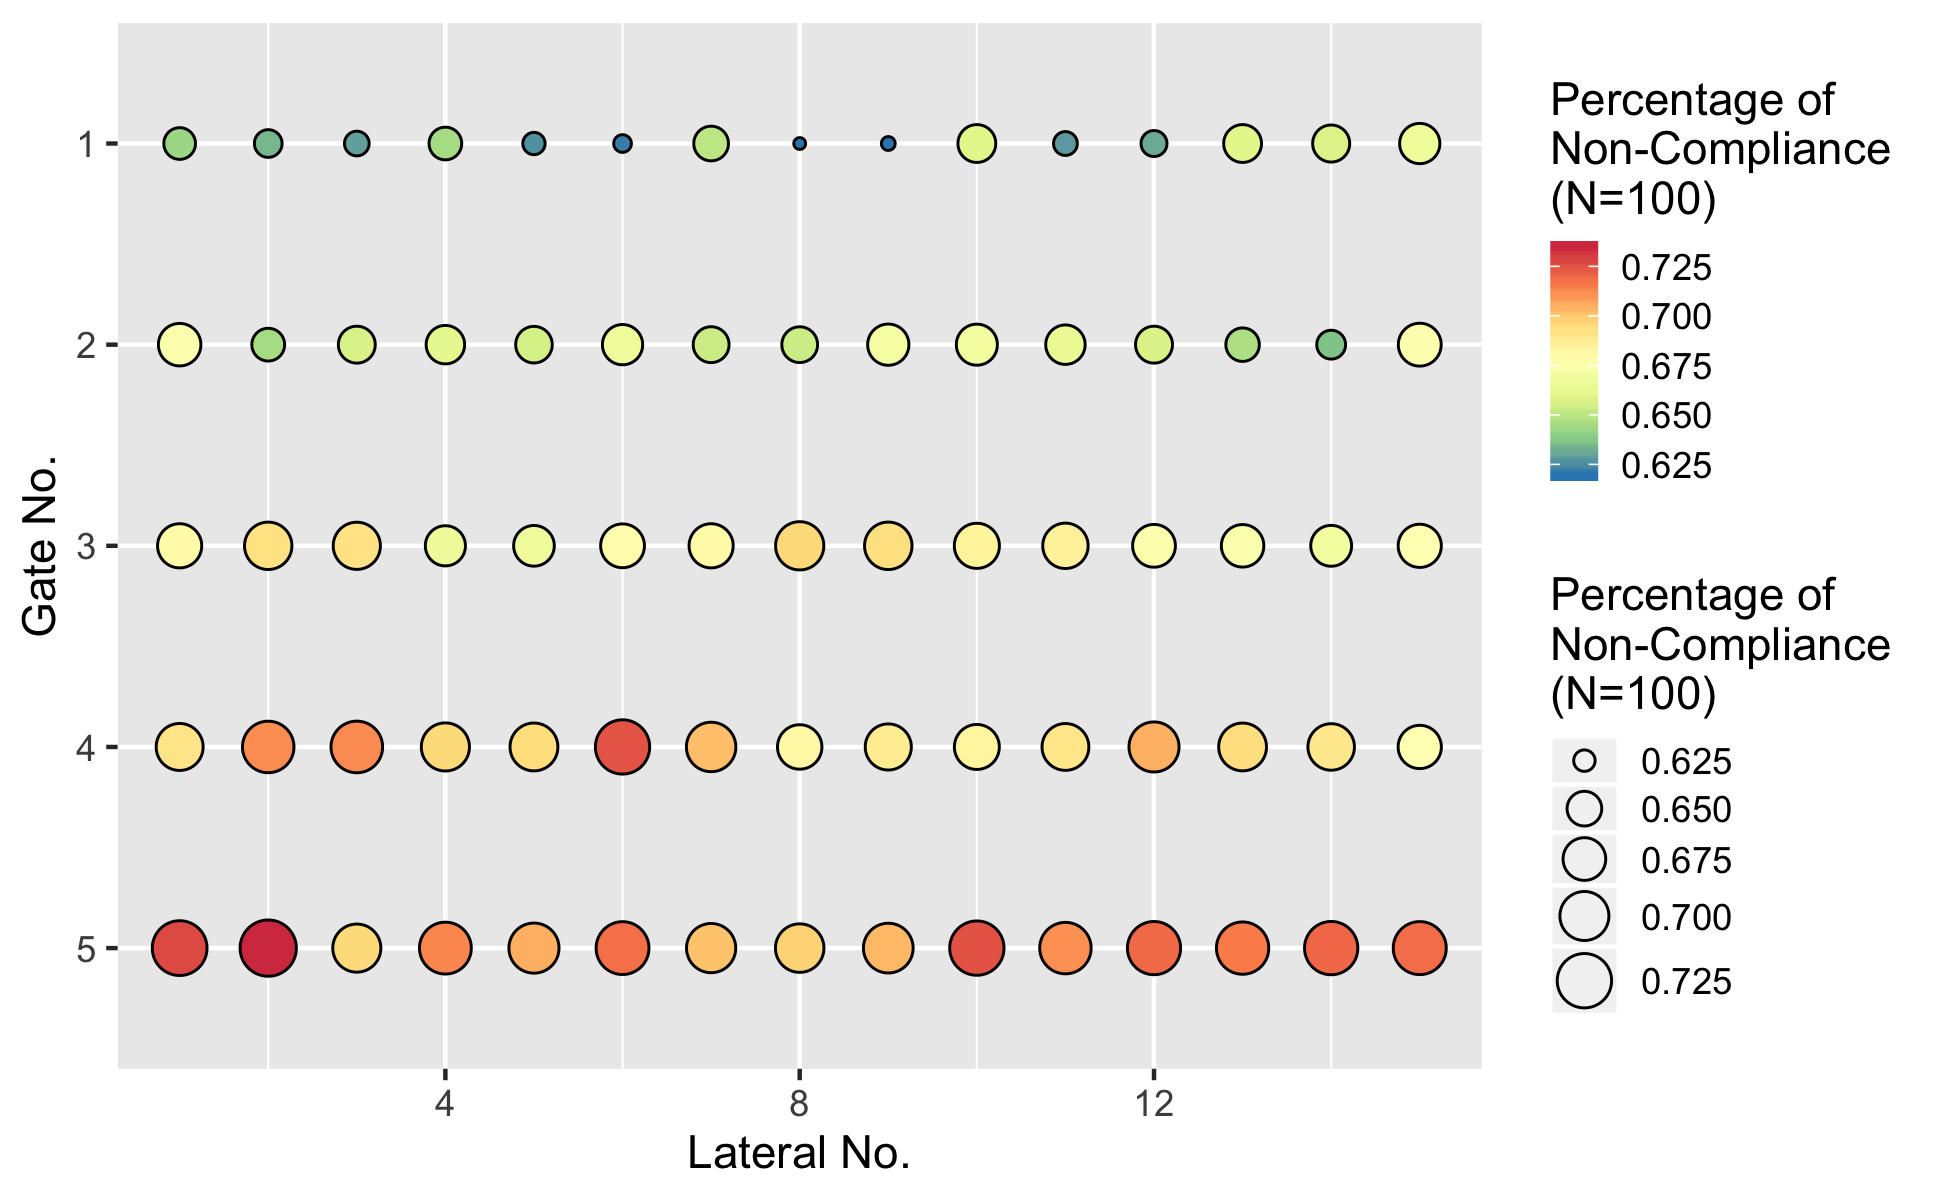 Gate No.
1
2
3
4
5
4
8
12
Lateral No.
Percentage of
Non-Compliance
(N=100)
0.725
0.700
0.675
0.650
0.625
Percentage of
Non-Compliance
(N=100)
0.625
0.650
0.675
0.700
0.725